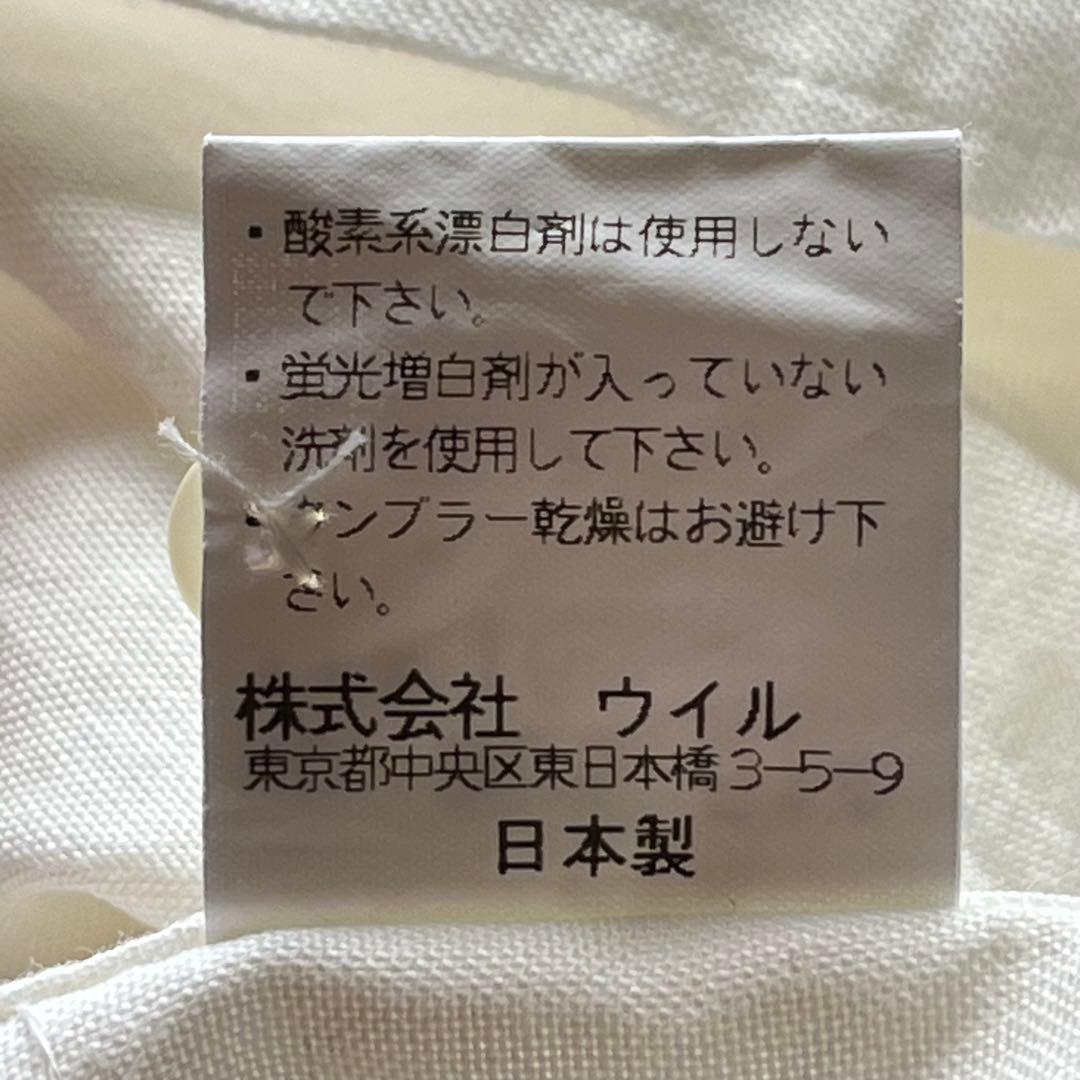 ・酸素系漂白剤は使用しない
で下さい。
・蛍光増白剤が入っていない
洗剤を使用して下さい。
・タンブラー乾燥はお避け下
さい。
株式会社　ウイル
東京都中央区東日本橋3-5-9
日本製